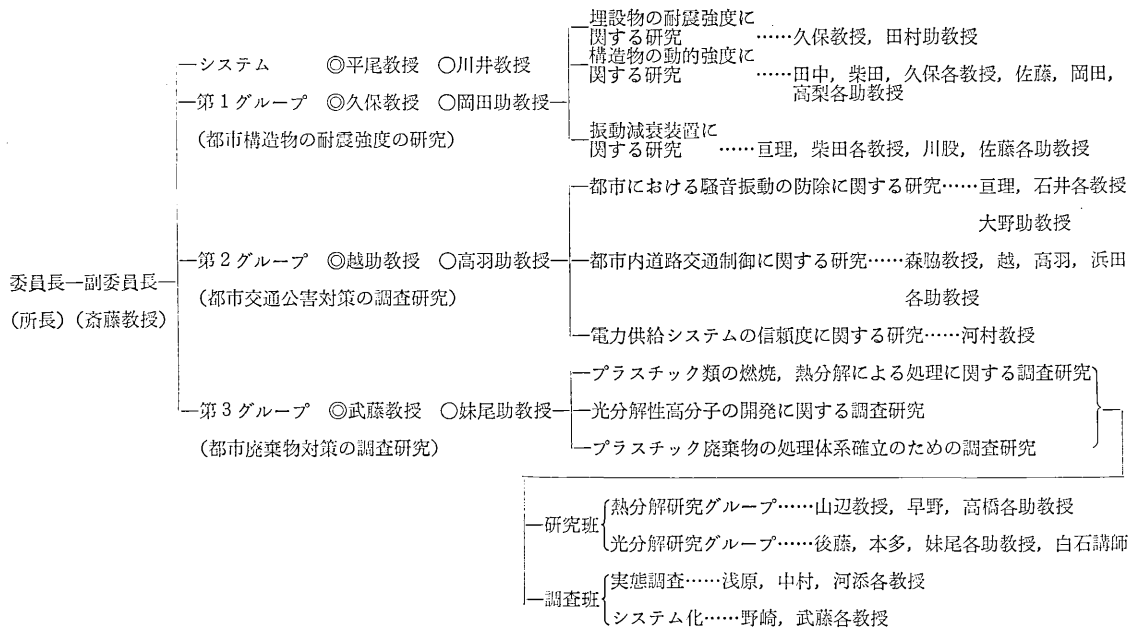 委員長―副委員長
(所長)(斎藤教授)
システム ◎平尾教授 ○川井教授
第1グループ ◎久保教授 ○岡田助教授
(都市構造物の耐震強度の研究)
埋設物の耐震強度に
関する研究 ……久保教授, 田村助教授
構造物の動的強度に
関する研究 ……田中, 柴田, 久保各教授, 佐藤, 岡田,
高梨各助教授
振動減衰装置に
関する研究 ……亘理, 柴田各教授, 川股, 佐藤各助教授
第2グループ ◎越助教授 ○高羽助教授
(都市交通公害対策の調査研究)
都市における騒音振動の防除に関する研究……亘理, 石井各教授
大野助教授
都市内道路交通制御に関する研究……森脇教授, 越, 高羽, 浜田
各助教授
電力供給システムの信頼度に関する研究……河村教授
第3グループ ◎武藤教授 ○妹尾助教授
(都市廃棄物対策の調査研究)
プラスチック類の燃焼, 熱分解による処理に関する調査研究
光分解性高分子の開発に関する調査研究
プラスチック廃棄物の処理体系確立のための調査研究
研究班
熱分解研究グループ……山辺教授, 早野, 高橋各助教授
光分解研究グループ……後藤, 本多, 妹尾各助教授, 白石講師
調査班
実態調査……浅原, 中村, 河添各教授
システム化……野崎, 武藤各教授